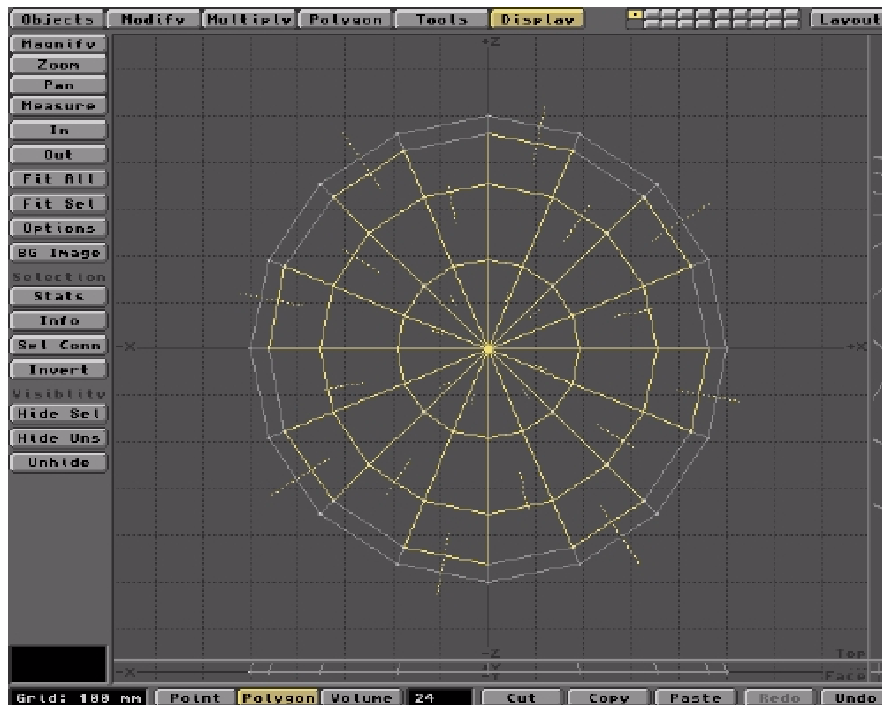 Objects Modify Multiply Polygon Tools Display Layout
Magnify
Zoom
Pan
Measure
In
Out
Fit All
Fit Sel
Options
BG Image
Selection
Stats
Info
Sel Conn
Invert
Visiblity
Hide Sel
Hide Uns
Unhide
+Z
-X +X
-Z
Top
-X -Y Face
Grid: 100 mm Point Polygon Volume 24 Cut Copy Paste Redo Undo